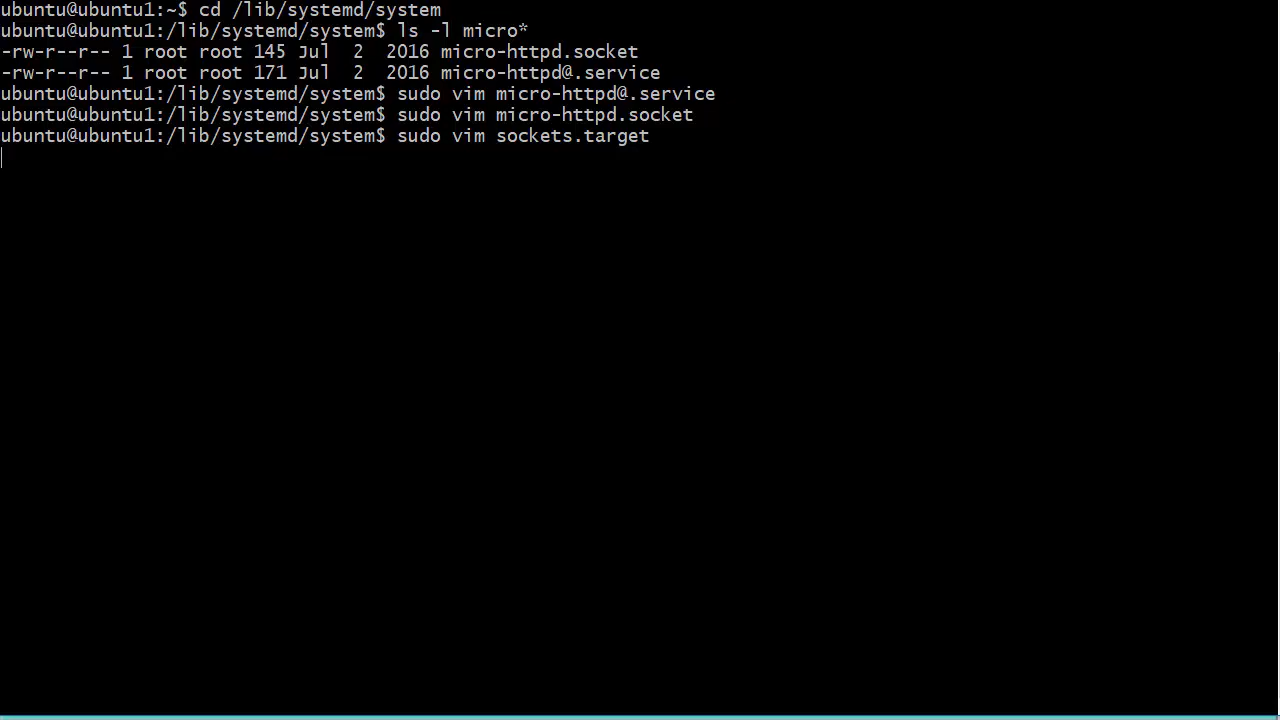 ubuntu@ubuntu1:~$ cd /lib/systemd/system
ubuntu@ubuntu1:/lib/systemd/system$ ls -l micro*
-rw-r--r-- 1 root root 145 Jul  2  2016 micro-httpd.socket
-rw-r--r-- 1 root root 171 Jul  2  2016 micro-httpd@.service
ubuntu@ubuntu1:/lib/systemd/system$ sudo vim micro-httpd@.service
ubuntu@ubuntu1:/lib/systemd/system$ sudo vim micro-httpd.socket
ubuntu@ubuntu1:/lib/systemd/system$ sudo vim sockets.target